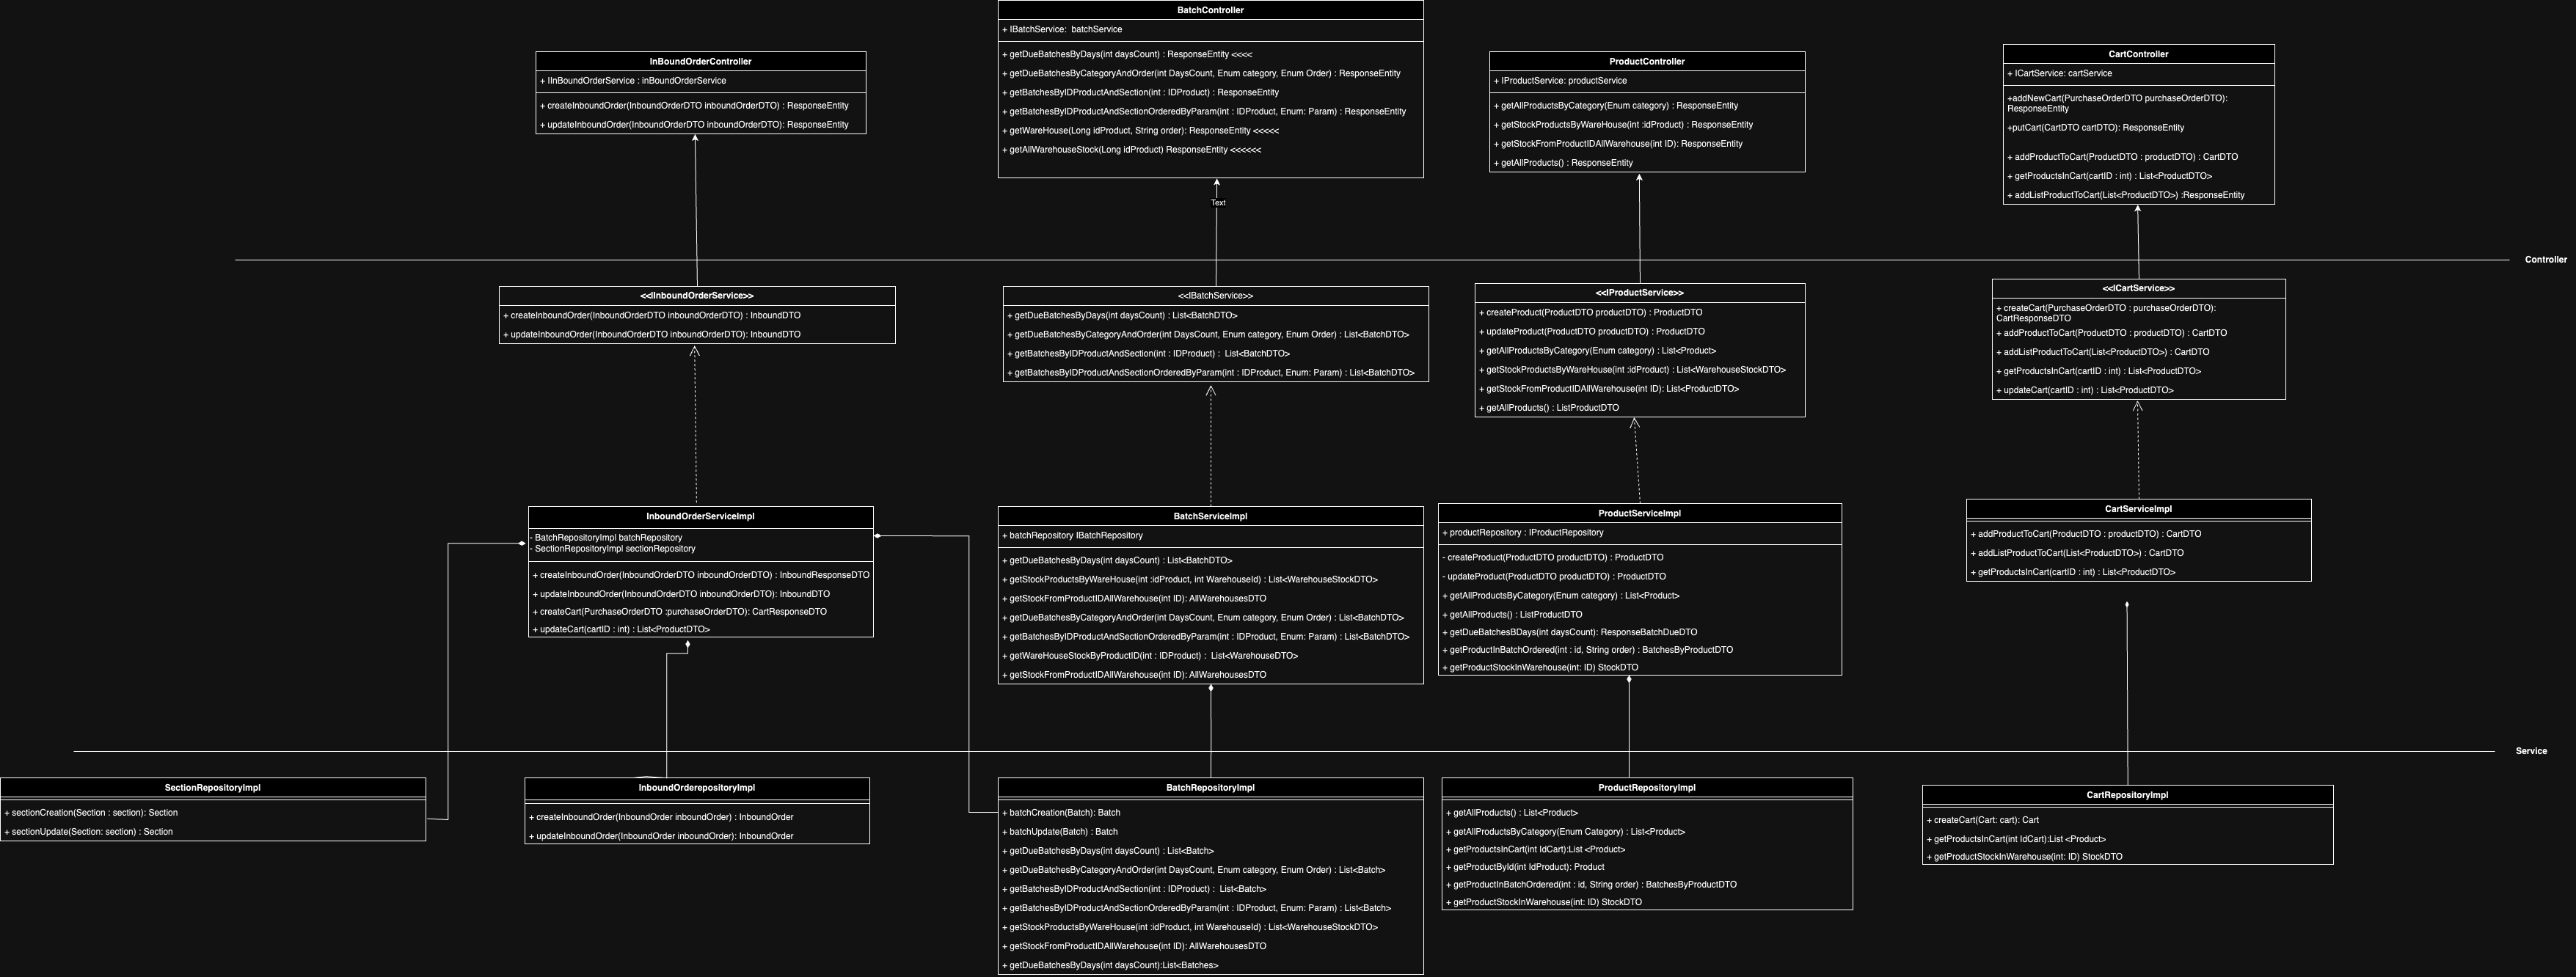 BatchController
+ IBatchService:  batchService
+ getDueBatchesByDays(int daysCount) : ResponseEntity <<<<
+ getDueBatchesByCategoryAndOrder(int DaysCount, Enum category, Enum Order) : ResponseEntity
+ getBatchesByIDProductAndSection(int : IDProduct) : ResponseEntity
+ getBatchesByIDProductAndSectionOrderedByParam(int : IDProduct, Enum: Param) : ResponseEntity
+ getWareHouse(Long idProduct, String order): ResponseEntity <<<<<
+ getAllWarehouseStock(Long idProduct) ResponseEntity <<<<<<
InBoundOrderController
+ IInBoundOrderService : inBoundOrderService
+ createInboundOrder(InboundOrderDTO inboundOrderDTO) : ResponseEntity
+ updateInboundOrder(InboundOrderDTO inboundOrderDTO): ResponseEntity
ProductController
+ IProductService: productService
+ getAllProductsByCategory(Enum category) : ResponseEntity
+ getStockProductsByWareHouse(int :idProduct) : ResponseEntity
+ getStockFromProductIDAllWarehouse(int ID): ResponseEntity
+ getAllProducts() : ResponseEntity
CartController
+ ICartService: cartService
+addNewCart(PurchaseOrderDTO purchaseOrderDTO):
ResponseEntity
+putCart(CartDTO cartDTO): ResponseEntity
+ addProductToCart(ProductDTO : productDTO) : CartDTO
+ getProductsInCart(cartID : int) : List<ProductDTO>
+ addListProductToCart(List<ProductDTO>) :ResponseEntity
Text
Controller
<<IInboundOrderService>>
+ createInboundOrder(InboundOrderDTO inboundOrderDTO) : InboundDTO
+ updateInboundOrder(InboundOrderDTO inboundOrderDTO): InboundDTO
<<IBatchService>>
+ getDueBatchesByDays(int daysCount) : List<BatchDTO>
+ getDueBatchesByCategoryAndOrder(int DaysCount, Enum category, Enum Order) : List<BatchDTO>
+ getBatchesByIDProductAndSection(int : IDProduct) :  List<BatchDTO>
+ getBatchesByIDProductAndSectionOrderedByParam(int : IDProduct, Enum: Param) : List<BatchDTO>
<<IProductService>>
+ createProduct(ProductDTO productDTO) : ProductDTO
+ updateProduct(ProductDTO productDTO) : ProductDTO
+ getAllProductsByCategory(Enum category) : List<Product>
+ getStockProductsByWareHouse(int :idProduct) : List<WarehouseStockDTO>
+ getStockFromProductIDAllWarehouse(int ID): List<ProductDTO>
+ getAllProducts() : ListProductDTO
<<ICartService>>
+ createCart(PurchaseOrderDTO : purchaseOrderDTO):
CartResponseDTO
+ addProductToCart(ProductDTO : productDTO) : CartDTO
+ addListProductToCart(List<ProductDTO>) : CartDTO
+ getProductsInCart(cartID : int) : List<ProductDTO>
+ updateCart(cartID : int) : List<ProductDTO>
InboundOrderServiceImpl
- BatchRepositoryImpl batchRepository
- SectionRepositoryImpl sectionRepository
+ createInboundOrder(InboundOrderDTO inboundOrderDTO) : InboundResponseDTO
+ updateInboundOrder(InboundOrderDTO inboundOrderDTO): InboundDTO
+ createCart(PurchaseOrderDTO :purchaseOrderDTO): CartResponseDTO
+ updateCart(cartID : int) : List<ProductDTO>
BatchServiceImpl
+ batchRepository IBatchRepository
+ getDueBatchesByDays(int daysCount) : List<BatchDTO>
+ getStockProductsByWareHouse(int :idProduct, int WarehouseId) : List<WarehouseStockDTO>
+ getStockFromProductIDAllWarehouse(int ID): AllWarehousesDTO
+ getDueBatchesByCategoryAndOrder(int DaysCount, Enum category, Enum Order) : List<BatchDTO>
+ getBatchesByIDProductAndSectionOrderedByParam(int : IDProduct, Enum: Param) : List<BatchDTO>
+ getWareHouseStockByProductID(int : IDProduct) :  List<WarehouseDTO>
+ getStockFromProductIDAllWarehouse(int ID): AllWarehousesDTO
ProductServiceImpl
+ productRepository : IProductRepository
- createProduct(ProductDTO productDTO) : ProductDTO
- updateProduct(ProductDTO productDTO) : ProductDTO
+ getAllProductsByCategory(Enum category) : List<Product>
+ getAllProducts() : ListProductDTO
+ getDueBatchesBDays(int daysCount): ResponseBatchDueDTO
+ getProductInBatchOrdered(int : id, String order) : BatchesByProductDTO
+ getProductStockInWarehouse(int: ID) StockDTO
CartServiceImpl
+ addProductToCart(ProductDTO : productDTO) : CartDTO
+ addListProductToCart(List<ProductDTO>) : CartDTO
+ getProductsInCart(cartID : int) : List<ProductDTO>
Service
SectionRepositoryImpl
+ sectionCreation(Section : section): Section
+ sectionUpdate(Section: section) : Section
InboundOrderepositoryImpl
+ createInboundOrder(InboundOrder inboundOrder) : InboundOrder
+ updateInboundOrder(InboundOrder inboundOrder): InboundOrder
BatchRepositoryImpl
+ batchCreation(Batch): Batch
+ batchUpdate(Batch) : Batch
+ getDueBatchesByDays(int daysCount) : List<Batch>
+ getDueBatchesByCategoryAndOrder(int DaysCount, Enum category, Enum Order) : List<Batch>
+ getBatchesByIDProductAndSection(int : IDProduct) :  List<Batch>
+ getBatchesByIDProductAndSectionOrderedByParam(int : IDProduct, Enum: Param) : List<Batch>
+ getStockProductsByWareHouse(int :idProduct, int WarehouseId) : List<WarehouseStockDTO>
+ getStockFromProductIDAllWarehouse(int ID): AllWarehousesDTO
+ getDueBatchesByDays(int daysCount):List<Batches>
ProductRepositoryImpl
+ getAllProducts() : List<Product>
+ getAllProductsByCategory(Enum Category) : List<Product>
+ getProductsInCart(int IdCart):List <Product>
+ getProductById(int IdProduct): Product
+ getProductInBatchOrdered(int : id, String order) : BatchesByProductDTO
+ getProductStockInWarehouse(int: ID) StockDTO
CartRepositoryImpl
+ createCart(Cart: cart): Cart
+ getProductsInCart(int IdCart):List <Product>
+ getProductStockInWarehouse(int: ID) StockDTO